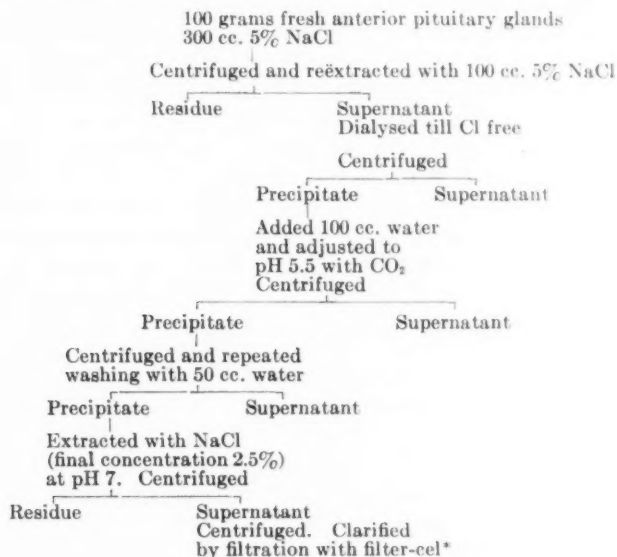 100 grams fresh anterior pituitary glands
300 cc. 5% NaCl
Centrifuged and reëxtracted with 100 cc. 5% NaCl
Residue Supernatant
Dialysed till Cl free
Centrifuged
Precipitate Supernatant
Added 100 cc. water
and adjusted to
pH 5.5 with CO₂
Centrifuged
Precipitate Supernatant
Centrifuged and repeated
washing with 50 cc. water
Precipitate Supernatant
Extracted with NaCl
(final concentration 2.5%)
at pH 7. Centrifuged
Residue Supernatant
Centrifuged. Clarified
by filtration with filter-cel*